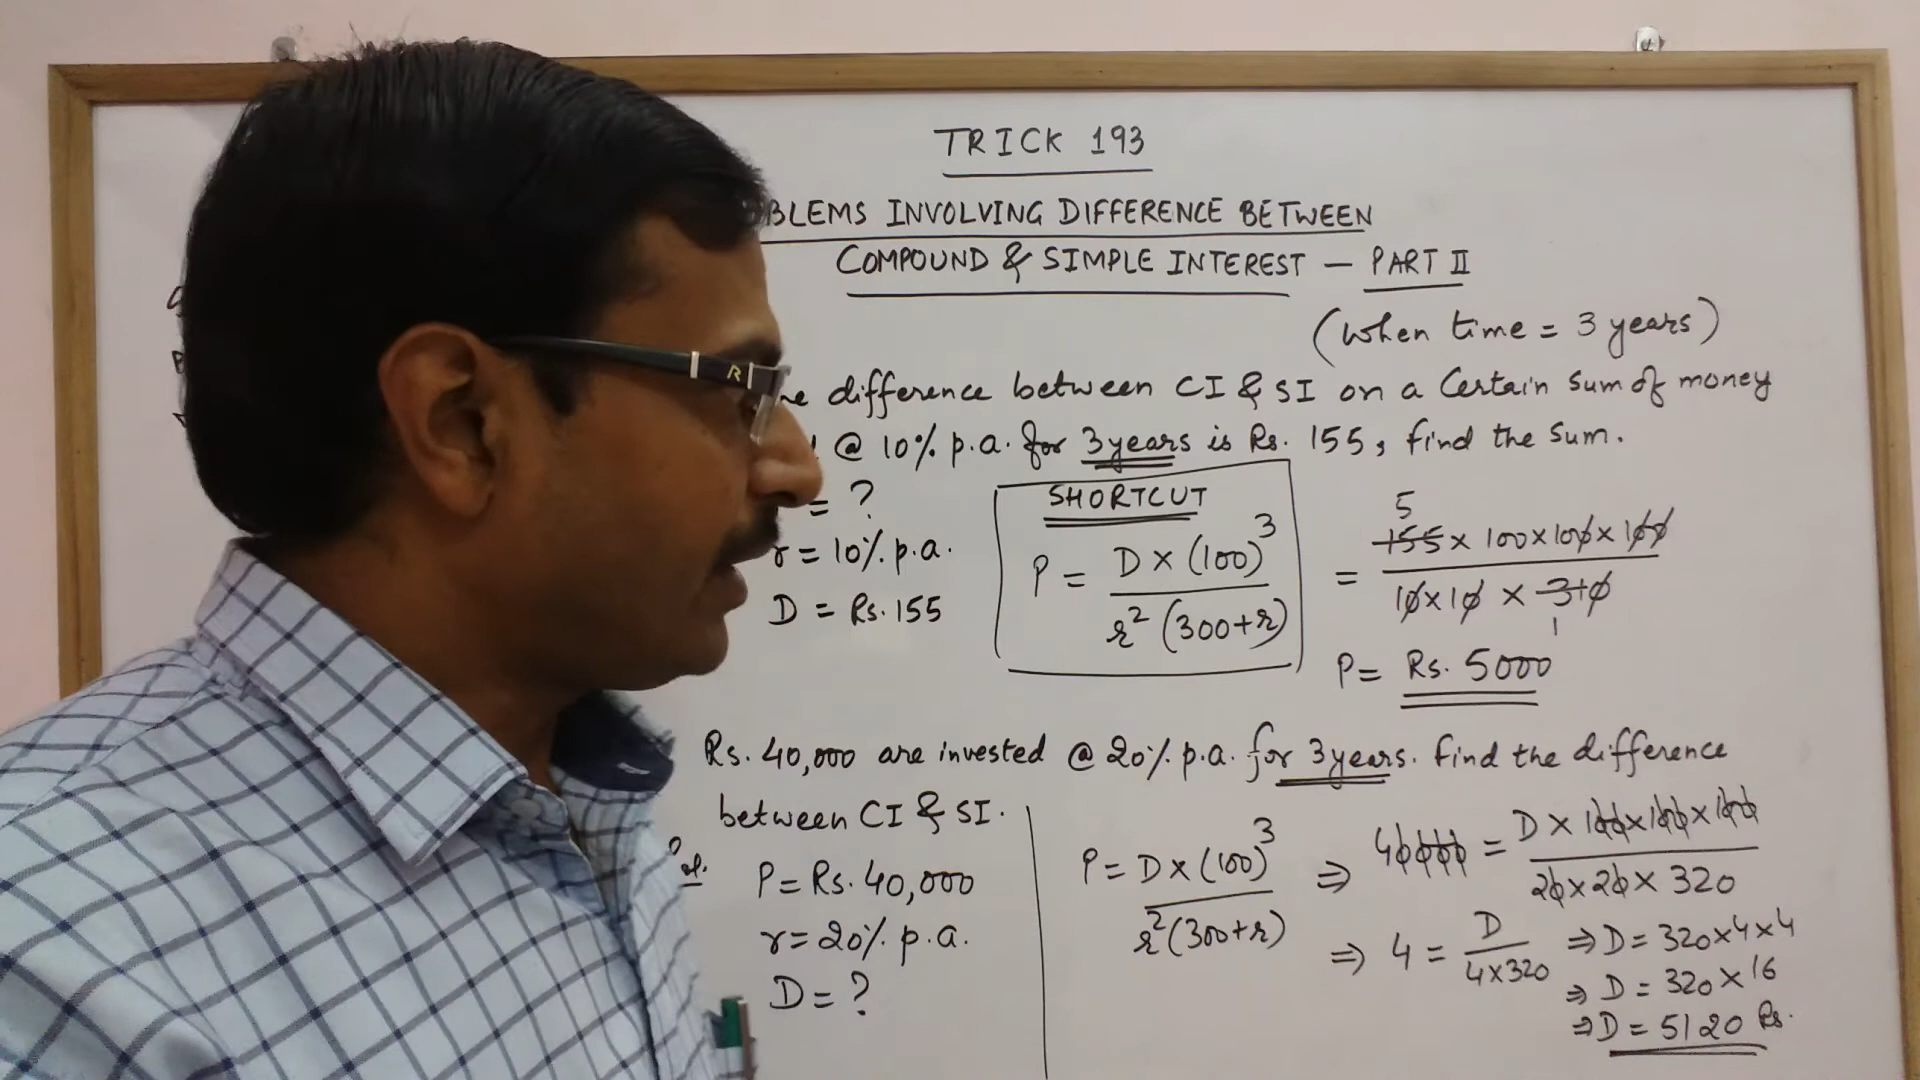 TRICK 193
BLEMS INVOLVING DIFFERENCE BETWEEN
COMPOUND & SIMPLE INTEREST — PART II
(when time = 3 years)
difference between CI & SI on a Certain sum of money
@ 10% p.a. for 3 years is Rs. 155, find the sum.
= ?
r = 10% p.a.
D = Rs. 155
SHORTCUT
P = D × (100)³ / r² (300+r)
5
= 155 × 100 × 100 × 100 / 10 × 10 × 310
1
P = Rs. 5000
Rs. 40,000 are invested @ 20% p.a. for 3 years. Find the difference
between CI & SI.
P = Rs. 40,000
r = 20% p.a.
D = ?
P = D × (100)³ / r² (300+r)
⇒ 40000 = D × 100 × 100 × 100 / 20 × 20 × 320
⇒ 4 = D / 4×320
⇒ D = 320×4×4
⇒ D = 320 × 16
⇒ D = 5120 Rs.
R